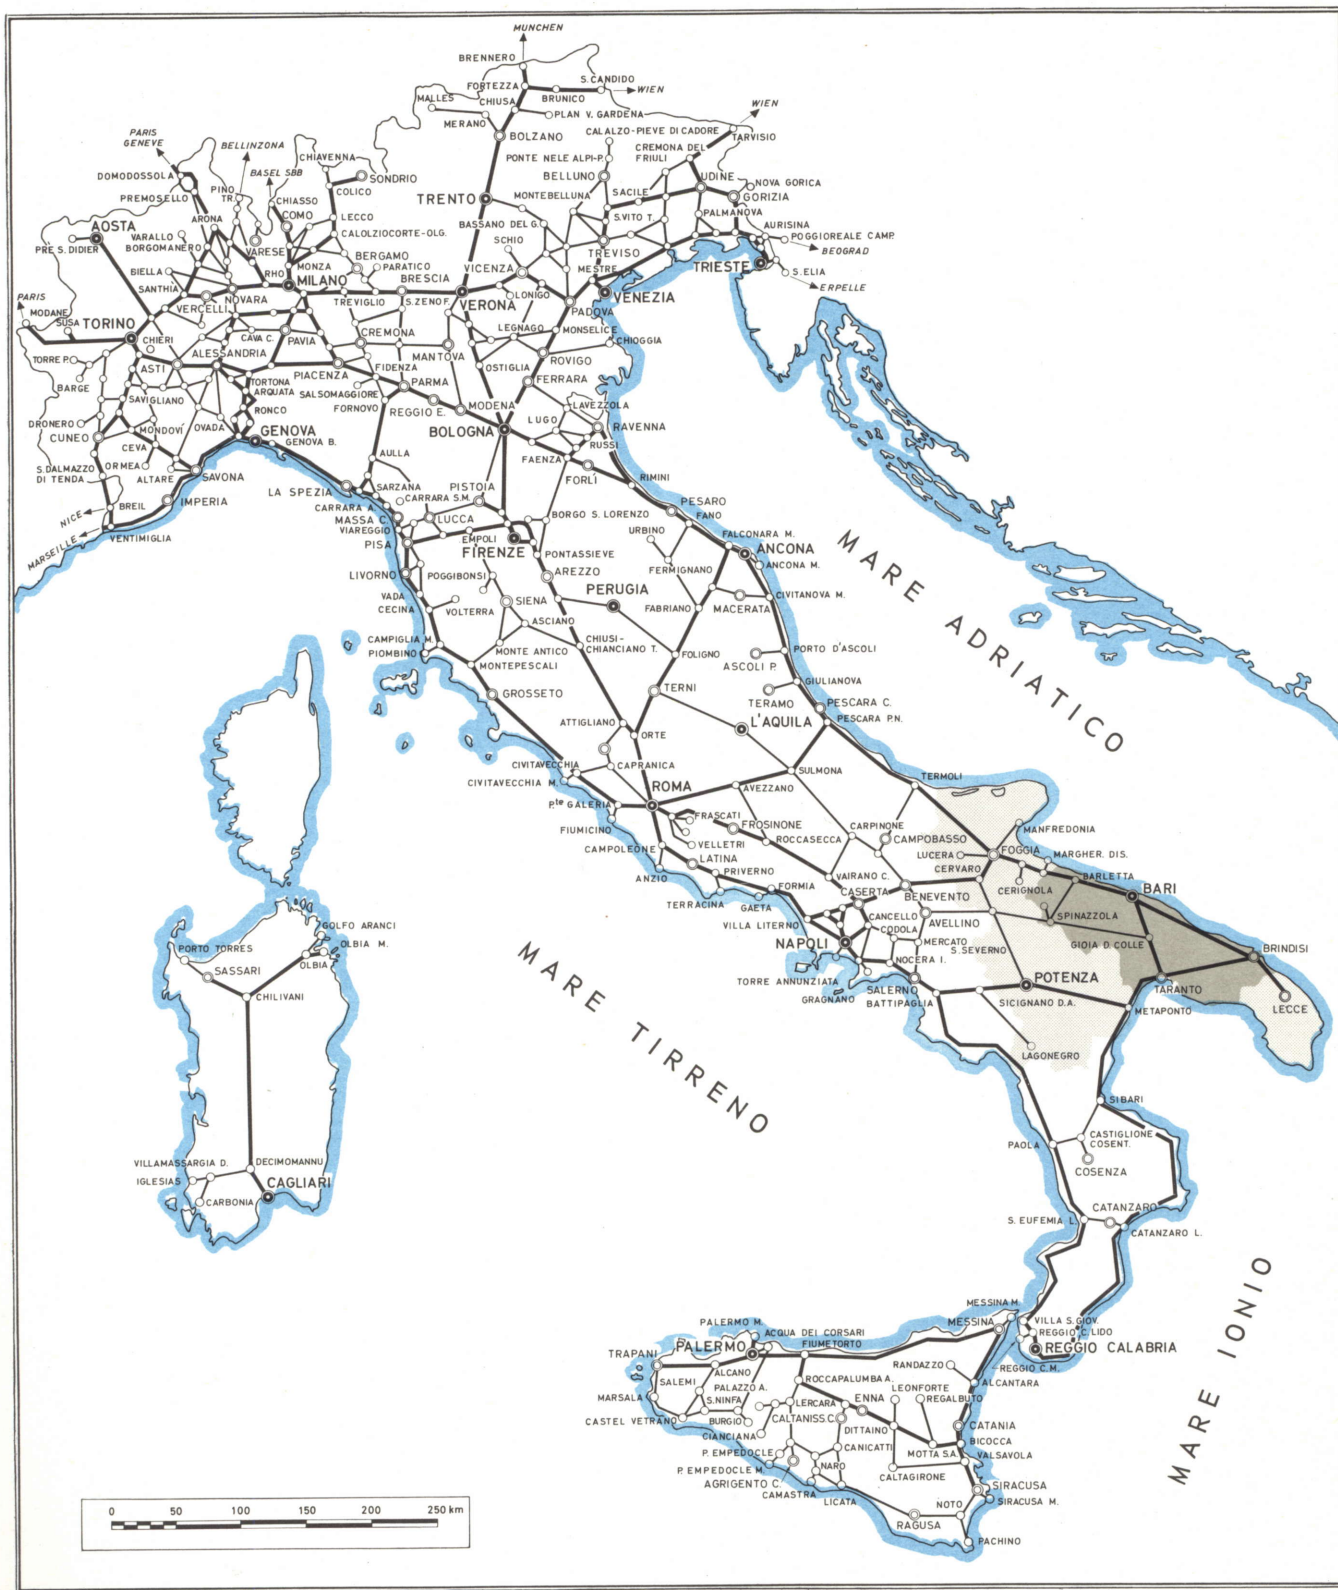 MÜNCHEN
BRENNERO
S. CANDIDO
FORTEZZA
WIEN
BRUNICO
MALLES
CHIUSA
PLAN V. GARDENA
WIEN
MERANO
BOLZANO
CALALZO-PIEVE DI CADORE
TARVISIO
PARIS
GENEVE
BELLINZONA
CREMONA DEL
FRIULI
BASEL SBB
CHIAVENNA
PONTE NELE ALPI-P.
DOMODOSSOLA
SONDRIO
BELLUNO
UDINE
NOVA GORICA
PINO
TR.
COLICO
PREMOSELLO
CHIASSO
TRENTO
MONTEBELLUNA
SACILE
GORIZIA
COMO
LECCO
BASSANO DEL G.
S.VITO T.
PALMANOVA
AOSTA
ARONA
CALOLZIOCORTE-OLG.
AURISINA
PRE S. DIDIER
VARALLO
BORGOMANERO
VARESE
SCHIO
TREVISO
POGGIOREALE CAMP.
BEOGRAD
BERGAMO
MONZA
PARATICO
VICENZA
MESTRE
TRIESTE
S. ELIA
BIELLA
RHO
MILANO
BRESCIA
ERPELLE
SANTHIA
NOVARA
TREVIGLIO
S. ZENO F.
VERONA
LONIGO
VENEZIA
PARIS
VERCELLI
PADOVA
MODANE
SUSA
TORINO
CHIERI
CAVA C.
PAVIA
CREMONA
LEGNAGO
MONSELICE
CHIOGGIA
TORRE P.
ASTI
ALESSANDRIA
MANTOVA
ROVIGO
BARGE
PIACENZA
FIDENZA
OSTIGLIA
TORTONA
ARQUATA
SALSOMAGGIORE
PARMA
FERRARA
SAVIGLIANO
FORNOVO
REGGIO E.
MODENA
LAVEZZOLA
RONCO
LUGO
DRONERO
MONDOVÌ
OVADA
GENOVA
BOLOGNA
RAVENNA
CUNEO
GENOVA B.
RUSSI
CEVA
FAENZA
S. DALMAZZO
DI TENDA
ORMEA
ALTARE
SAVONA
AULLA
FORLÌ
SARZANA
RIMINI
LA SPEZIA
PISTOIA
IMPERIA
CARRARA S.M.
PESARO
NICE
BREIL
CARRARA A.
MASSA C.
LUCCA
BORGO S. LORENZO
FANO
VIAREGGIO
URBINO
VENTIMIGLIA
MARSEILLE
PISA
EMPOLI
FIRENZE
FALCONARA M.
ANCONA
PONTASSIEVE
ANCONA M.
FERMIGNANO
LIVORNO
POGGIBONSI
AREZZO
VADA
PERUGIA
CIVITANOVA M.
CECINA
VOLTERRA
SIENA
FABRIANO
MACERATA
ASCIANO
CAMPIGLIA M.
CHIUSI-
CHIANCIANO T.
PIOMBINO
MONTE ANTICO
PORTO D'ASCOLI
MONTEPESCALI
FOLIGNO
ASCOLI P.
GIULIANOVA
GROSSETO
TERNI
TERAMO
PESCARA C.
ATTIGLIANO
L'AQUILA
PESCARA P.N.
ORTE
MARE ADRIATICO
CIVITAVECCHIA
CAPRANICA
SULMONA
CIVITAVECCHIA M.
ROMA
AVEZZANO
TERMOLI
P.te GALERIA
FRASCATI
FIUMICINO
FROSINONE
CARPINONE
MANFREDONIA
VELLETRI
ROCCASECCA
CAMPOBASSO
CAMPOLEONE
LUCERA
FOGGIA
LATINA
MARGHER. DIS.
ANZIO
PRIVERNO
VAIRANO C.
CERVARO
BARLETTA
FORMIA
CASERTA
CERIGNOLA
BARI
TERRACINA
GAETA
BENEVENTO
CANCELLO
SPINAZZOLA
VILLA LITERNO
CODOLA
AVELLINO
NAPOLI
MERCATO
S. SEVERNO
GIOIA D. COLLE
BRINDISI
NOCERA I.
TORRE ANNUNZIATA
POTENZA
GRAGNANO
SALERNO
TARANTO
BATTIPAGLIA
SICIGNANO D.A.
LECCE
METAPONTO
LAGONEGRO
MARE TIRRENO
GOLFO ARANCI
PORTO TORRES
OLBIA M.
SASSARI
OLBIA
CHILIVANI
VILLAMASSARGIA D.
DECIMOMANNU
IGLESIAS
CAGLIARI
CARBONIA
SIBARI
PAOLA
CASTIGLIONE
COSENT.
COSENZA
CATANZARO
S. EUFEMIA L.
CATANZARO L.
MARE IONIO
MESSINA M.
PALERMO M.
MESSINA
VILLA S. GIOV.
ACQUA DEI CORSARI
REGGIO C. LIDO
PALERMO
FIUMETORTO
REGGIO CALABRIA
TRAPANI
RANDAZZO
REGGIO C.M.
ALCANO
SALEMI
ROCCAPALUMBA A.
ALCANTARA
PALAZZO A.
LEONFORTE
MARSALA
S. NINFA
LERCARA
ENNA
REGALBUTO
CASTEL VETRANO
BURGIO
CALTANISS. C.
CATANIA
CIANCIANA
DITTAINO
BICOCCA
CANICATTI
MOTTA S.A.
P. EMPEDOCLE
VALSAVOLA
P. EMPEDOCLE M.
NARO
AGRIGENTO C.
CALTAGIRONE
CAMASTRA
SIRACUSA
LICATA
NOTO
SIRACUSA M.
RAGUSA
PACHINO
0 50 100 150 200 250 km